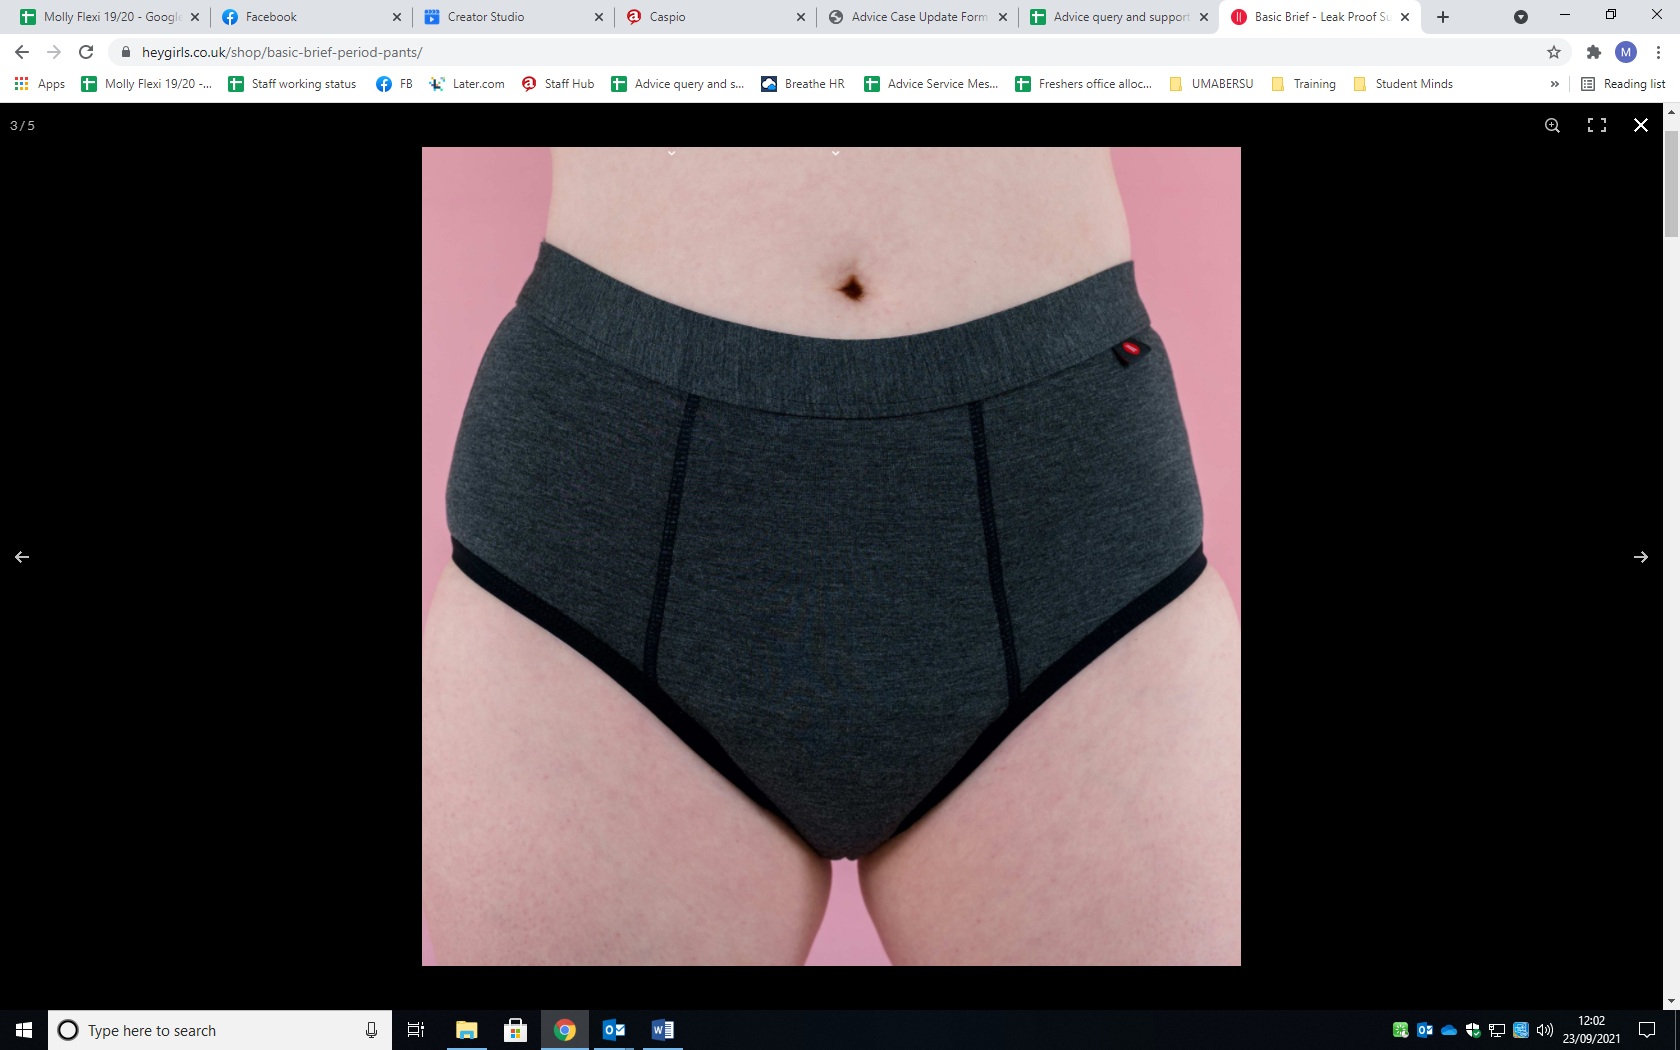 Molly Flexi 19/20 - Google
Facebook
Creator Studio
Caspio
Advice Case Update Form
Advice query and support
Basic Brief - Leak Proof Su
heygirls.co.uk/shop/basic-brief-period-pants/
M
Apps
Molly Flexi 19/20 -...
Staff working status
FB
Later.com
Staff Hub
Advice query and s...
Breathe HR
Advice Service Mes...
Freshers office alloc...
UMABERSU
Training
Student Minds
»
Reading list
3 / 5
Type here to search
12:02
23/09/2021